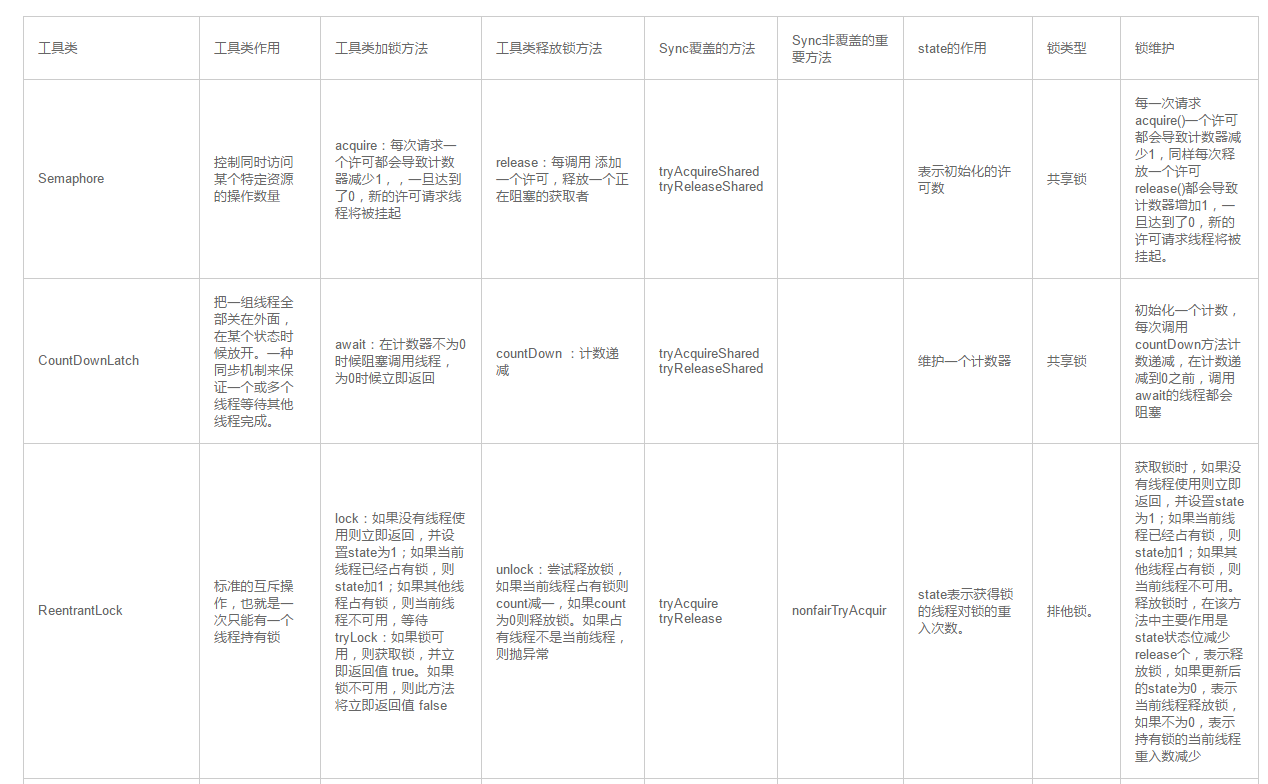 工具类
工具类作用
工具类加锁方法
工具类释放锁方法
Sync覆盖的方法
Sync非覆盖的重
要方法
state的作用
锁类型
锁维护
Semaphore
控制同时访问
某个特定资源
的操作数量
acquire：每次请求一
个许可都会导致计数
器减少1，，一旦达到
了0，新的许可请求线
程将被挂起
release：每调用 添加
一个许可，释放一个正
在阻塞的获取者
tryAcquireShared
tryReleaseShared
表示初始化的许
可数
共享锁
每一次请求
acquire()一个许可
都会导致计数器减
少1，同样每次释
放一个许可
release()都会导致
计数器增加1，一
旦达到了0，新的
许可请求线程将被
挂起。
CountDownLatch
把一组线程全
部关在外面，
在某个状态时
候放开。一种
同步机制来保
证一个或多个
线程等待其他
线程完成。
await：在计数器不为0
时候阻塞调用线程，
为0时候立即返回
countDown ：计数递
减
tryAcquireShared
tryReleaseShared
维护一个计数器
共享锁
初始化一个计数，
每次调用
countDown方法计
数递减，在计数递
减到0之前，调用
await的线程都会
阻塞
ReentrantLock
标准的互斥操
作，也就是一
次只能有一个
线程持有锁
lock：如果没有线程使
用则立即返回，并设
置state为1；如果当前
线程已经占有锁，则
state加1；如果其他线
程占有锁，则当前线
程不可用，等待
tryLock：如果锁可
用，则获取锁，并立
即返回值 true。如果
锁不可用，则此方法
将立即返回值 false
unlock：尝试释放锁，
如果当前线程占有锁则
count减一，如果count
为0则释放锁。如果占
有线程不是当前线程，
则抛异常
tryAcquire
tryRelease
nonfairTryAcquir
state表示获得锁
的线程对锁的重
入次数。
排他锁。
获取锁时，如果没
有线程使用则立即
返回，并设置state
为1；如果当前线
程已经占有锁，则
state加1；如果其
他线程占有锁，则
当前线程不可用。
释放锁时，在该方
法中主要作用是
state状态位减少
release个，表示释
放锁，如果更新后
的state为0，表示
当前线程释放锁，
如果不为0，表示
持有锁的当前线程
重入数减少